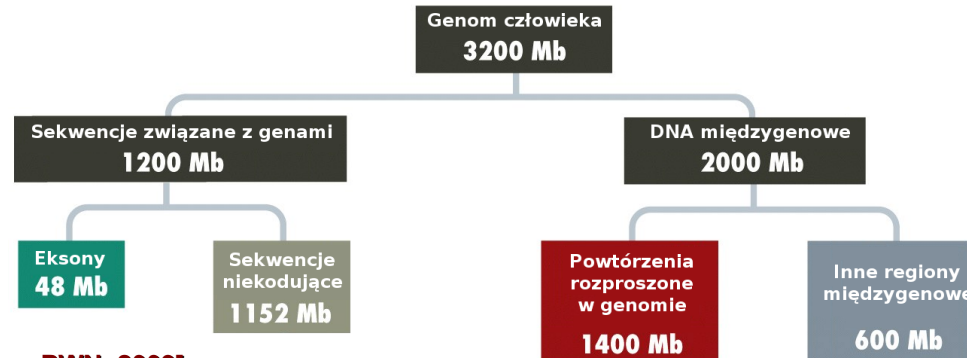 Genom człowieka
3200 Mb
Sekwencje związane z genami
1200 Mb
DNA międzygenowe
2000 Mb
Eksony
48 Mb
Sekwencje
niekodujące
1152 Mb
Powtórzenia
rozproszone
w genomie
1400 Mb
Inne regiony
międzygenowe
600 Mb